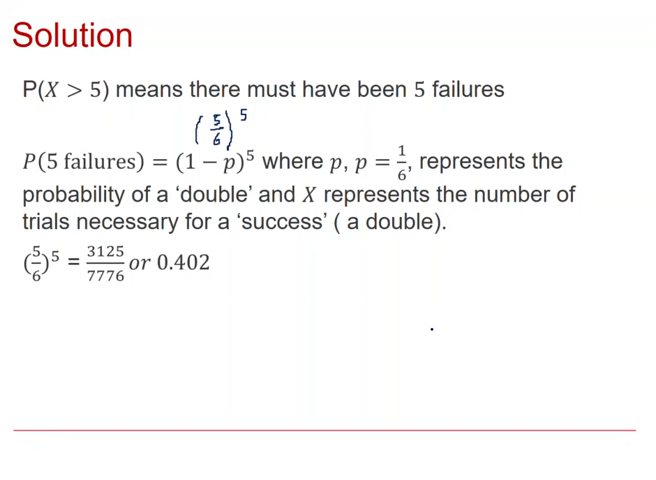 Solution
P(X > 5) means there must have been 5 failures
(5/6)^5
P(5 failures) = (1 − p)^5 where p, p = 1/6, represents the
probability of a ‘double’ and X represents the number of
trials necessary for a ‘success’ ( a double).
(5/6)^5 = 3125/7776 or 0.402